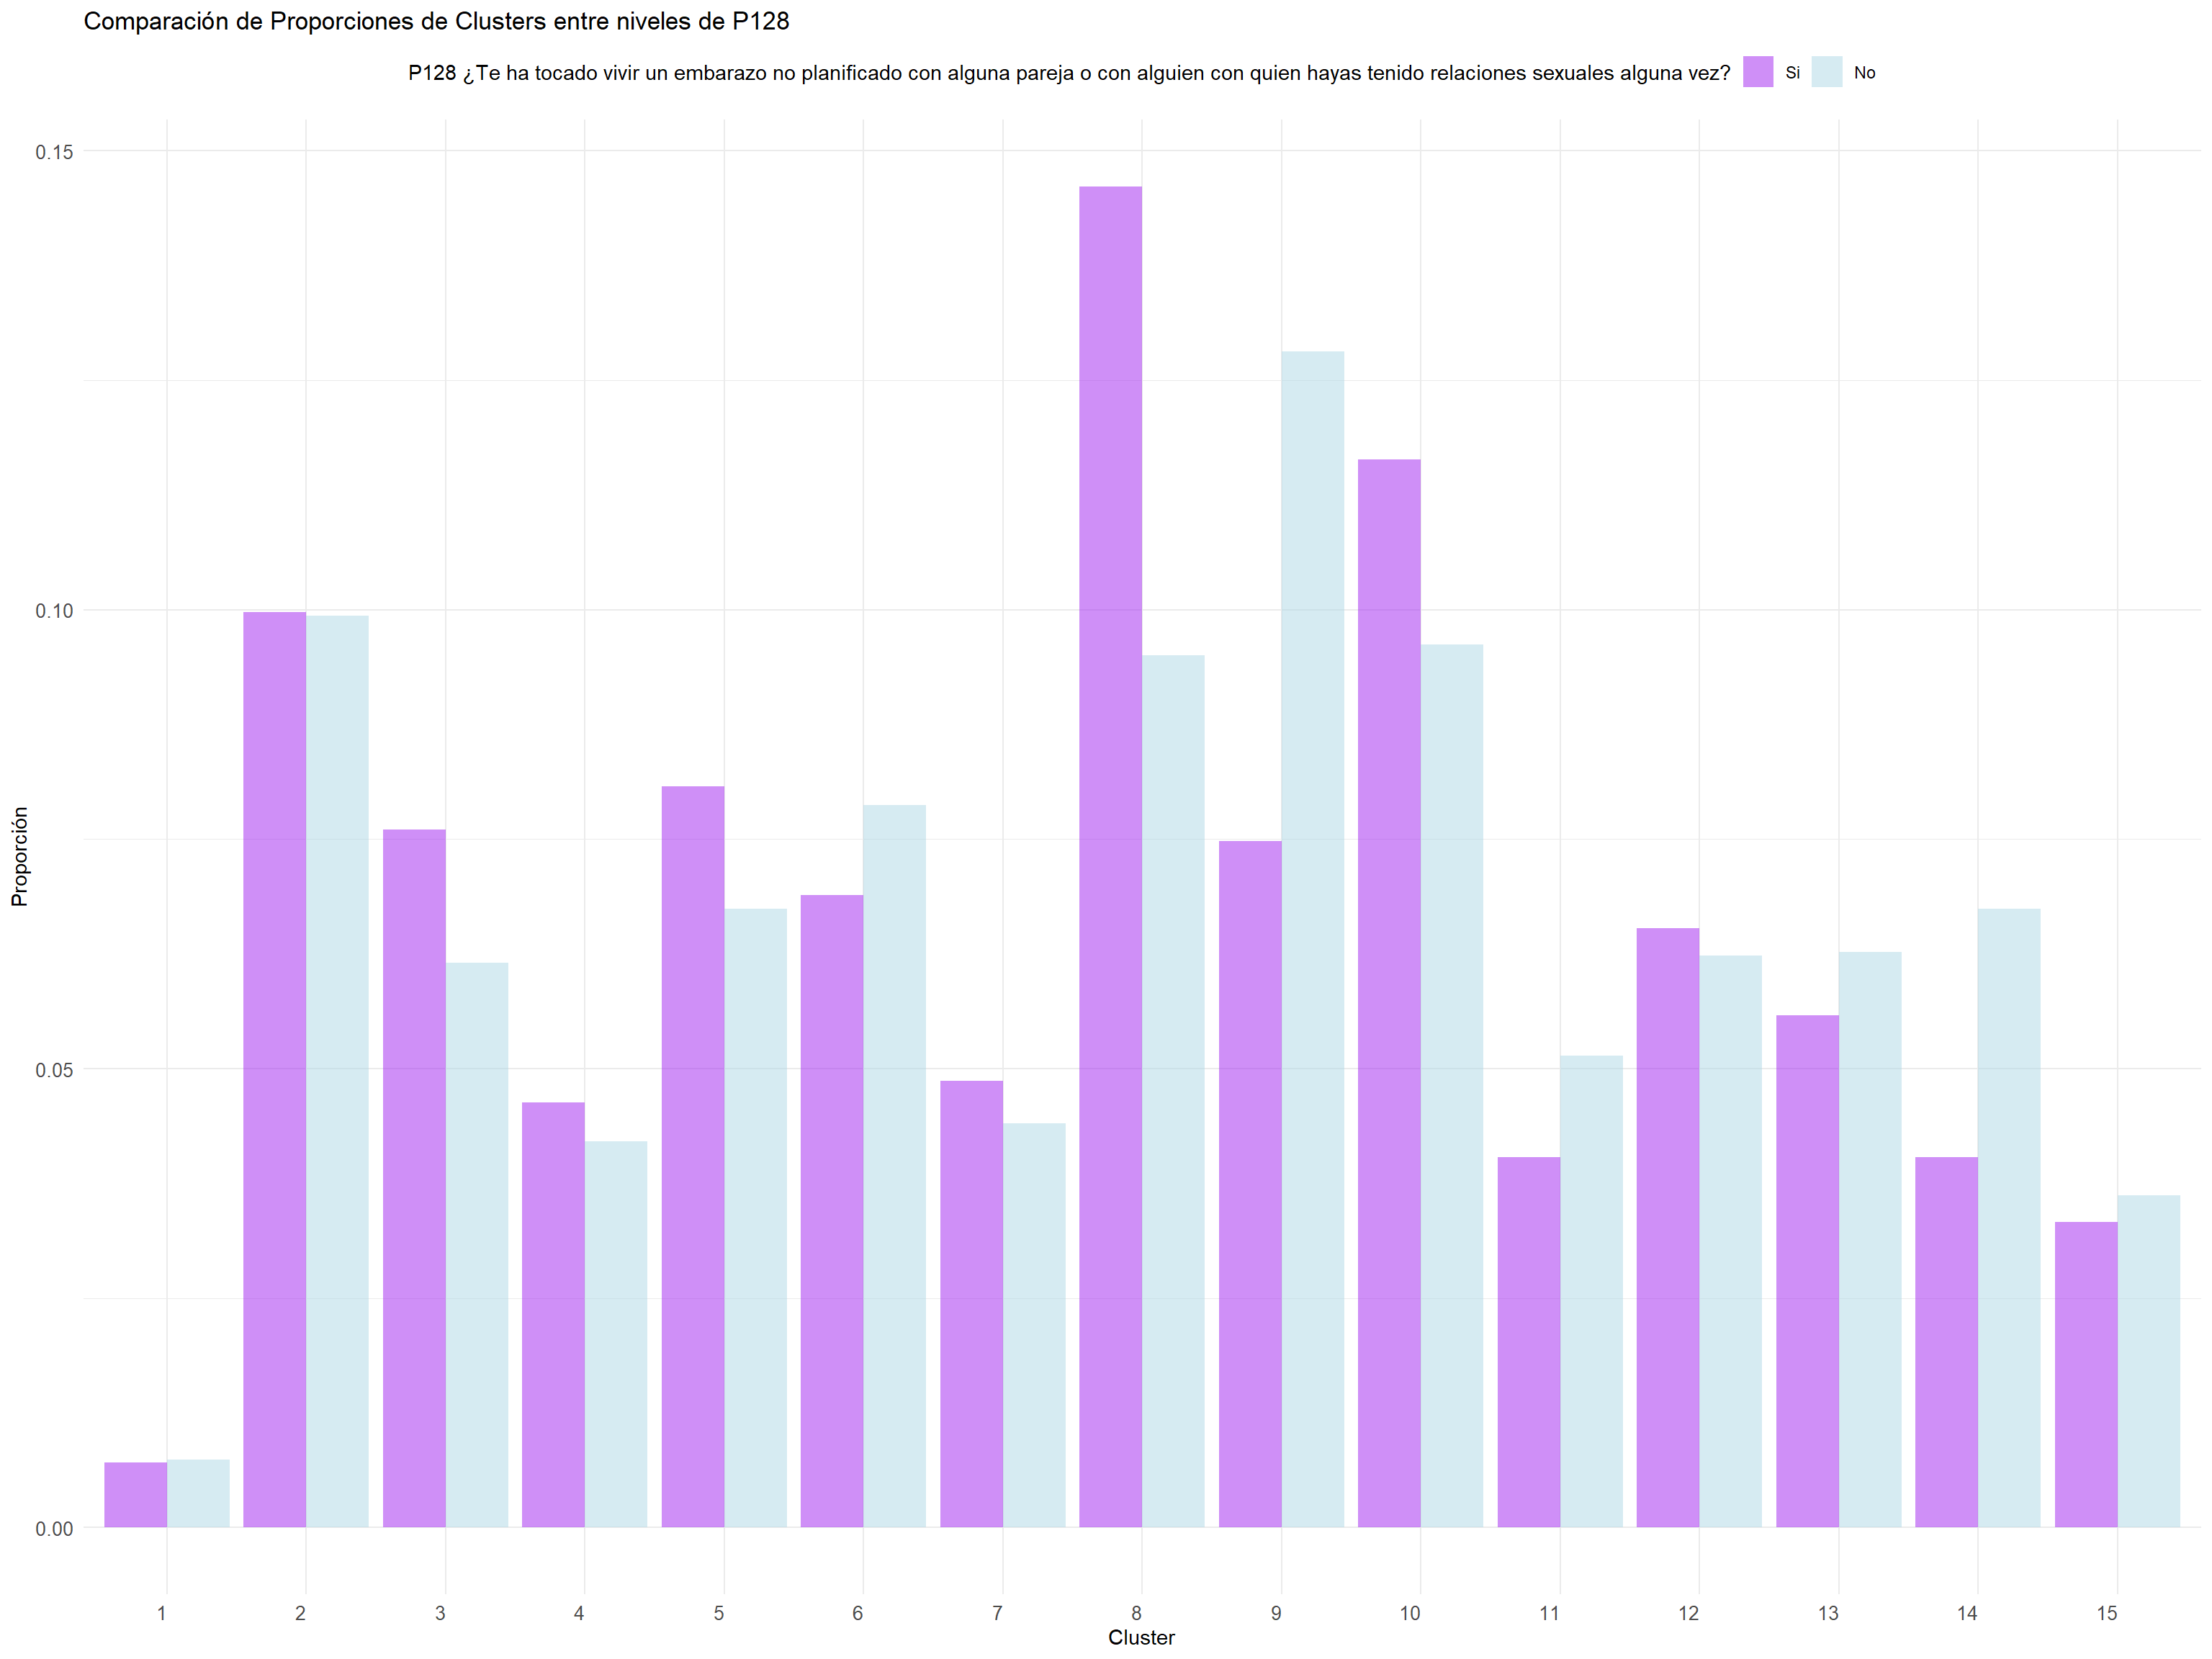 Comparación de Proporciones de Clusters entre niveles de P128
P128 ¿Te ha tocado vivir un embarazo no planificado con alguna pareja o con alguien con quien hayas tenido relaciones sexuales alguna vez? Si No
0.15
0.10
0.05
0.00
Proporción
1 2 3 4 5 6 7 8 9 10 11 12 13 14 15
Cluster